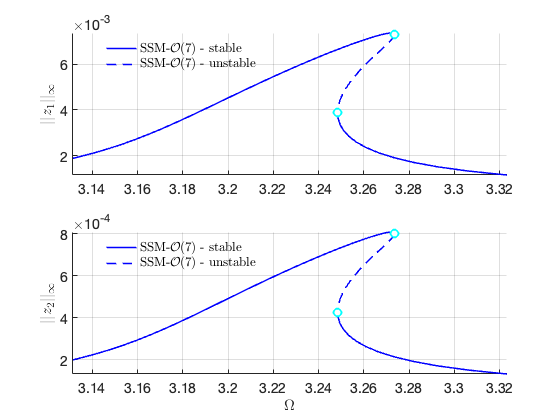 ×10-3
SSM-𝒪(7) - stable
SSM-𝒪(7) - unstable
6
4
2
||z1||∞
3.14 3.16 3.18 3.2 3.22 3.24 3.26 3.28 3.3 3.32
×10-4
8
SSM-𝒪(7) - stable
SSM-𝒪(7) - unstable
6
4
2
||z2||∞
3.14 3.16 3.18 3.2 3.22 3.24 3.26 3.28 3.3 3.32
Ω